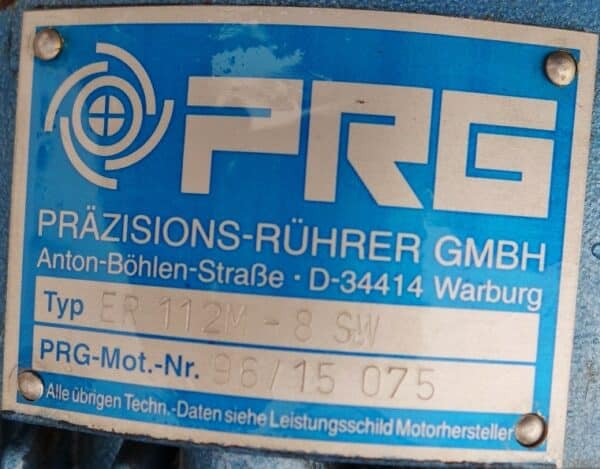 PRG
PRÄZISIONS-RÜHRER GMBH
Anton-Böhlen-Straße · D-34414 Warburg
Typ ER 112M - 8 SW
PRG-Mot.-Nr. 96/15 075
Alle übrigen Techn.-Daten siehe Leistungsschild Motorhersteller